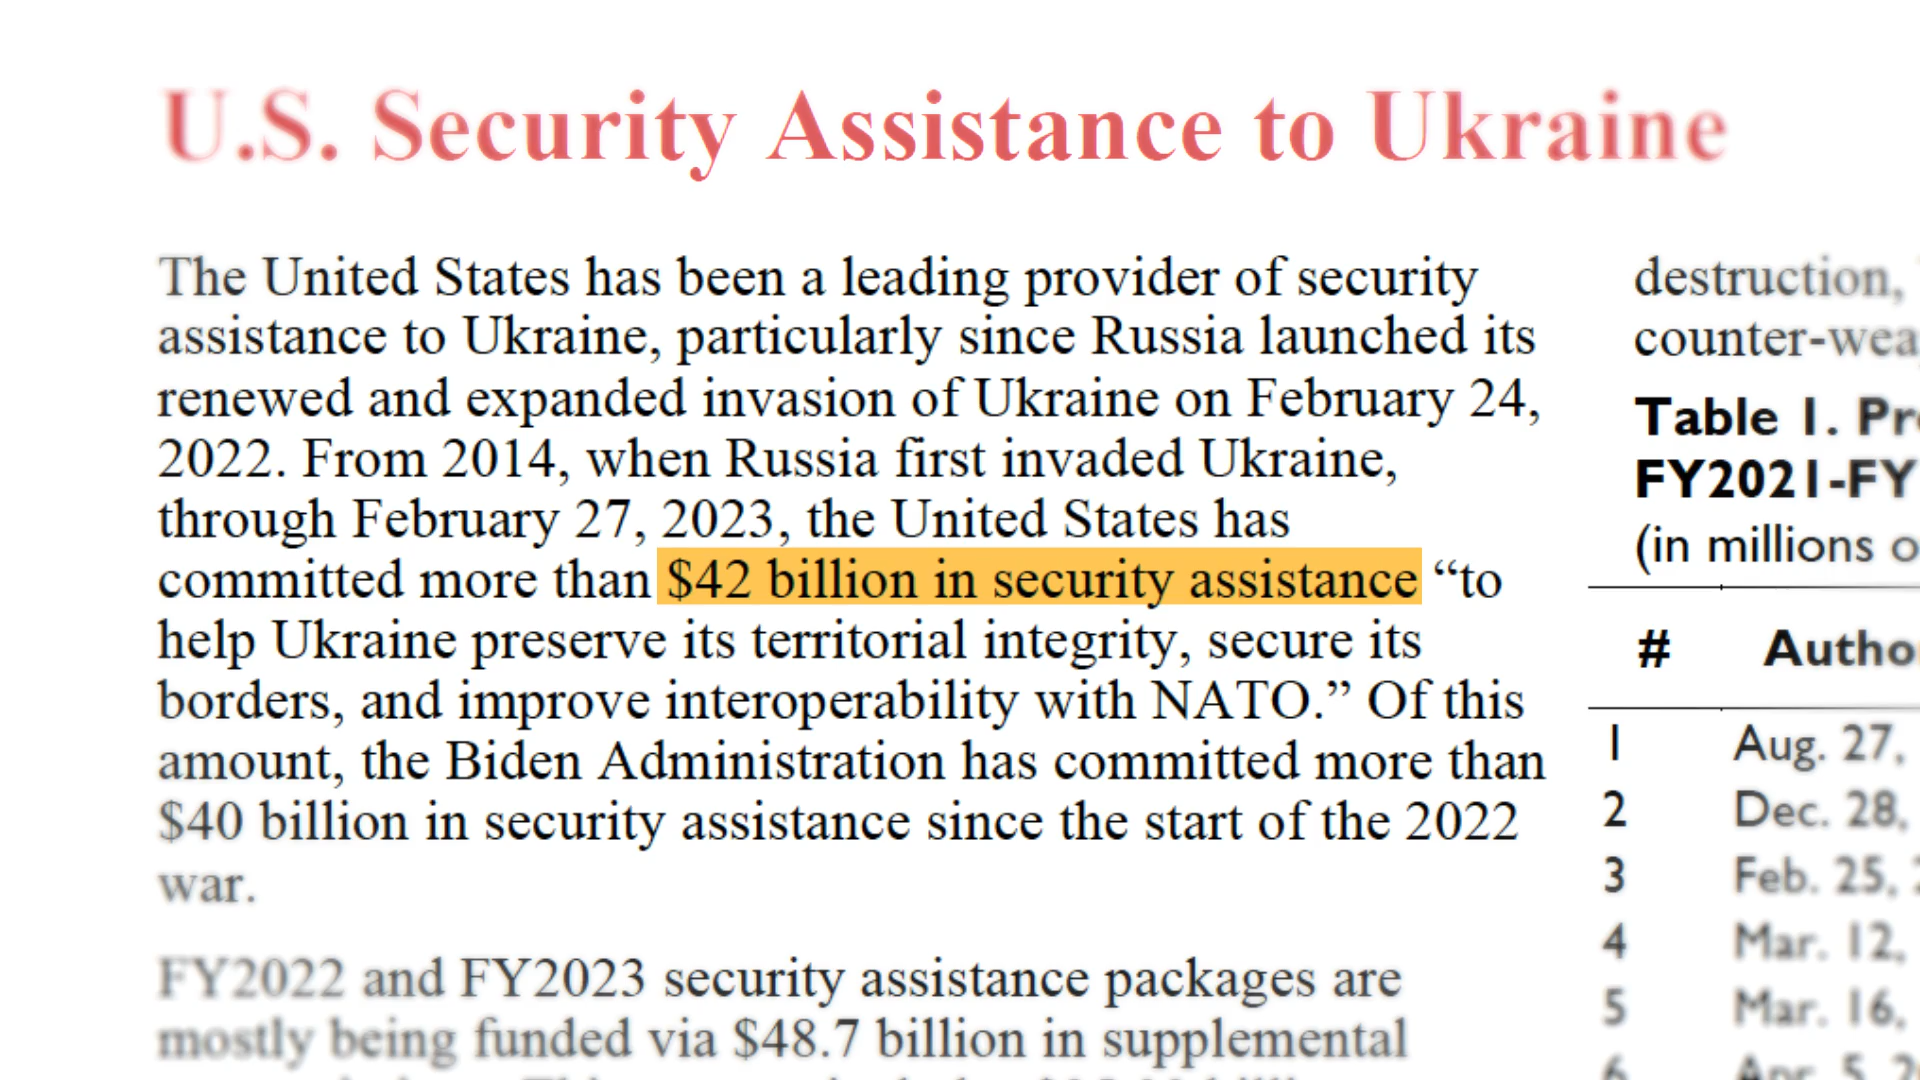 U.S. Security Assistance to Ukraine
The United States has been a leading provider of security
assistance to Ukraine, particularly since Russia launched its
renewed and expanded invasion of Ukraine on February 24,
2022. From 2014, when Russia first invaded Ukraine,
through February 27, 2023, the United States has
committed more than $42 billion in security assistance “to
help Ukraine preserve its territorial integrity, secure its
borders, and improve interoperability with NATO.” Of this
amount, the Biden Administration has committed more than
$40 billion in security assistance since the start of the 2022
war.
FY2022 and FY2023 security assistance packages are
mostly being funded via $48.7 billion in supplemental
destruction,
Table 1.
FY2021-FY
(in millions
#
1 Aug. 27,
2 Dec. 28,
3 Feb. 25,
4 Mar. 12,
5 Mar. 16,
6 Apr. 5,